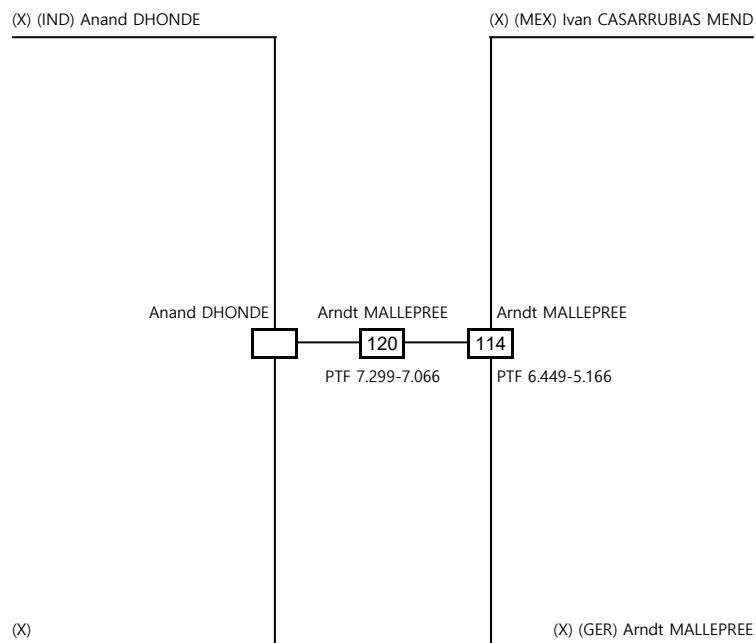 (X) (IND) Anand DHONDE
(X) (MEX) Ivan CASARRUBIAS MEND
Anand DHONDE
Arndt MALLEPREE
Arndt MALLEPREE
120
114
PTF 7.299-7.066
PTF 6.449-5.166
(X)
(X) (GER) Arndt MALLEPREE